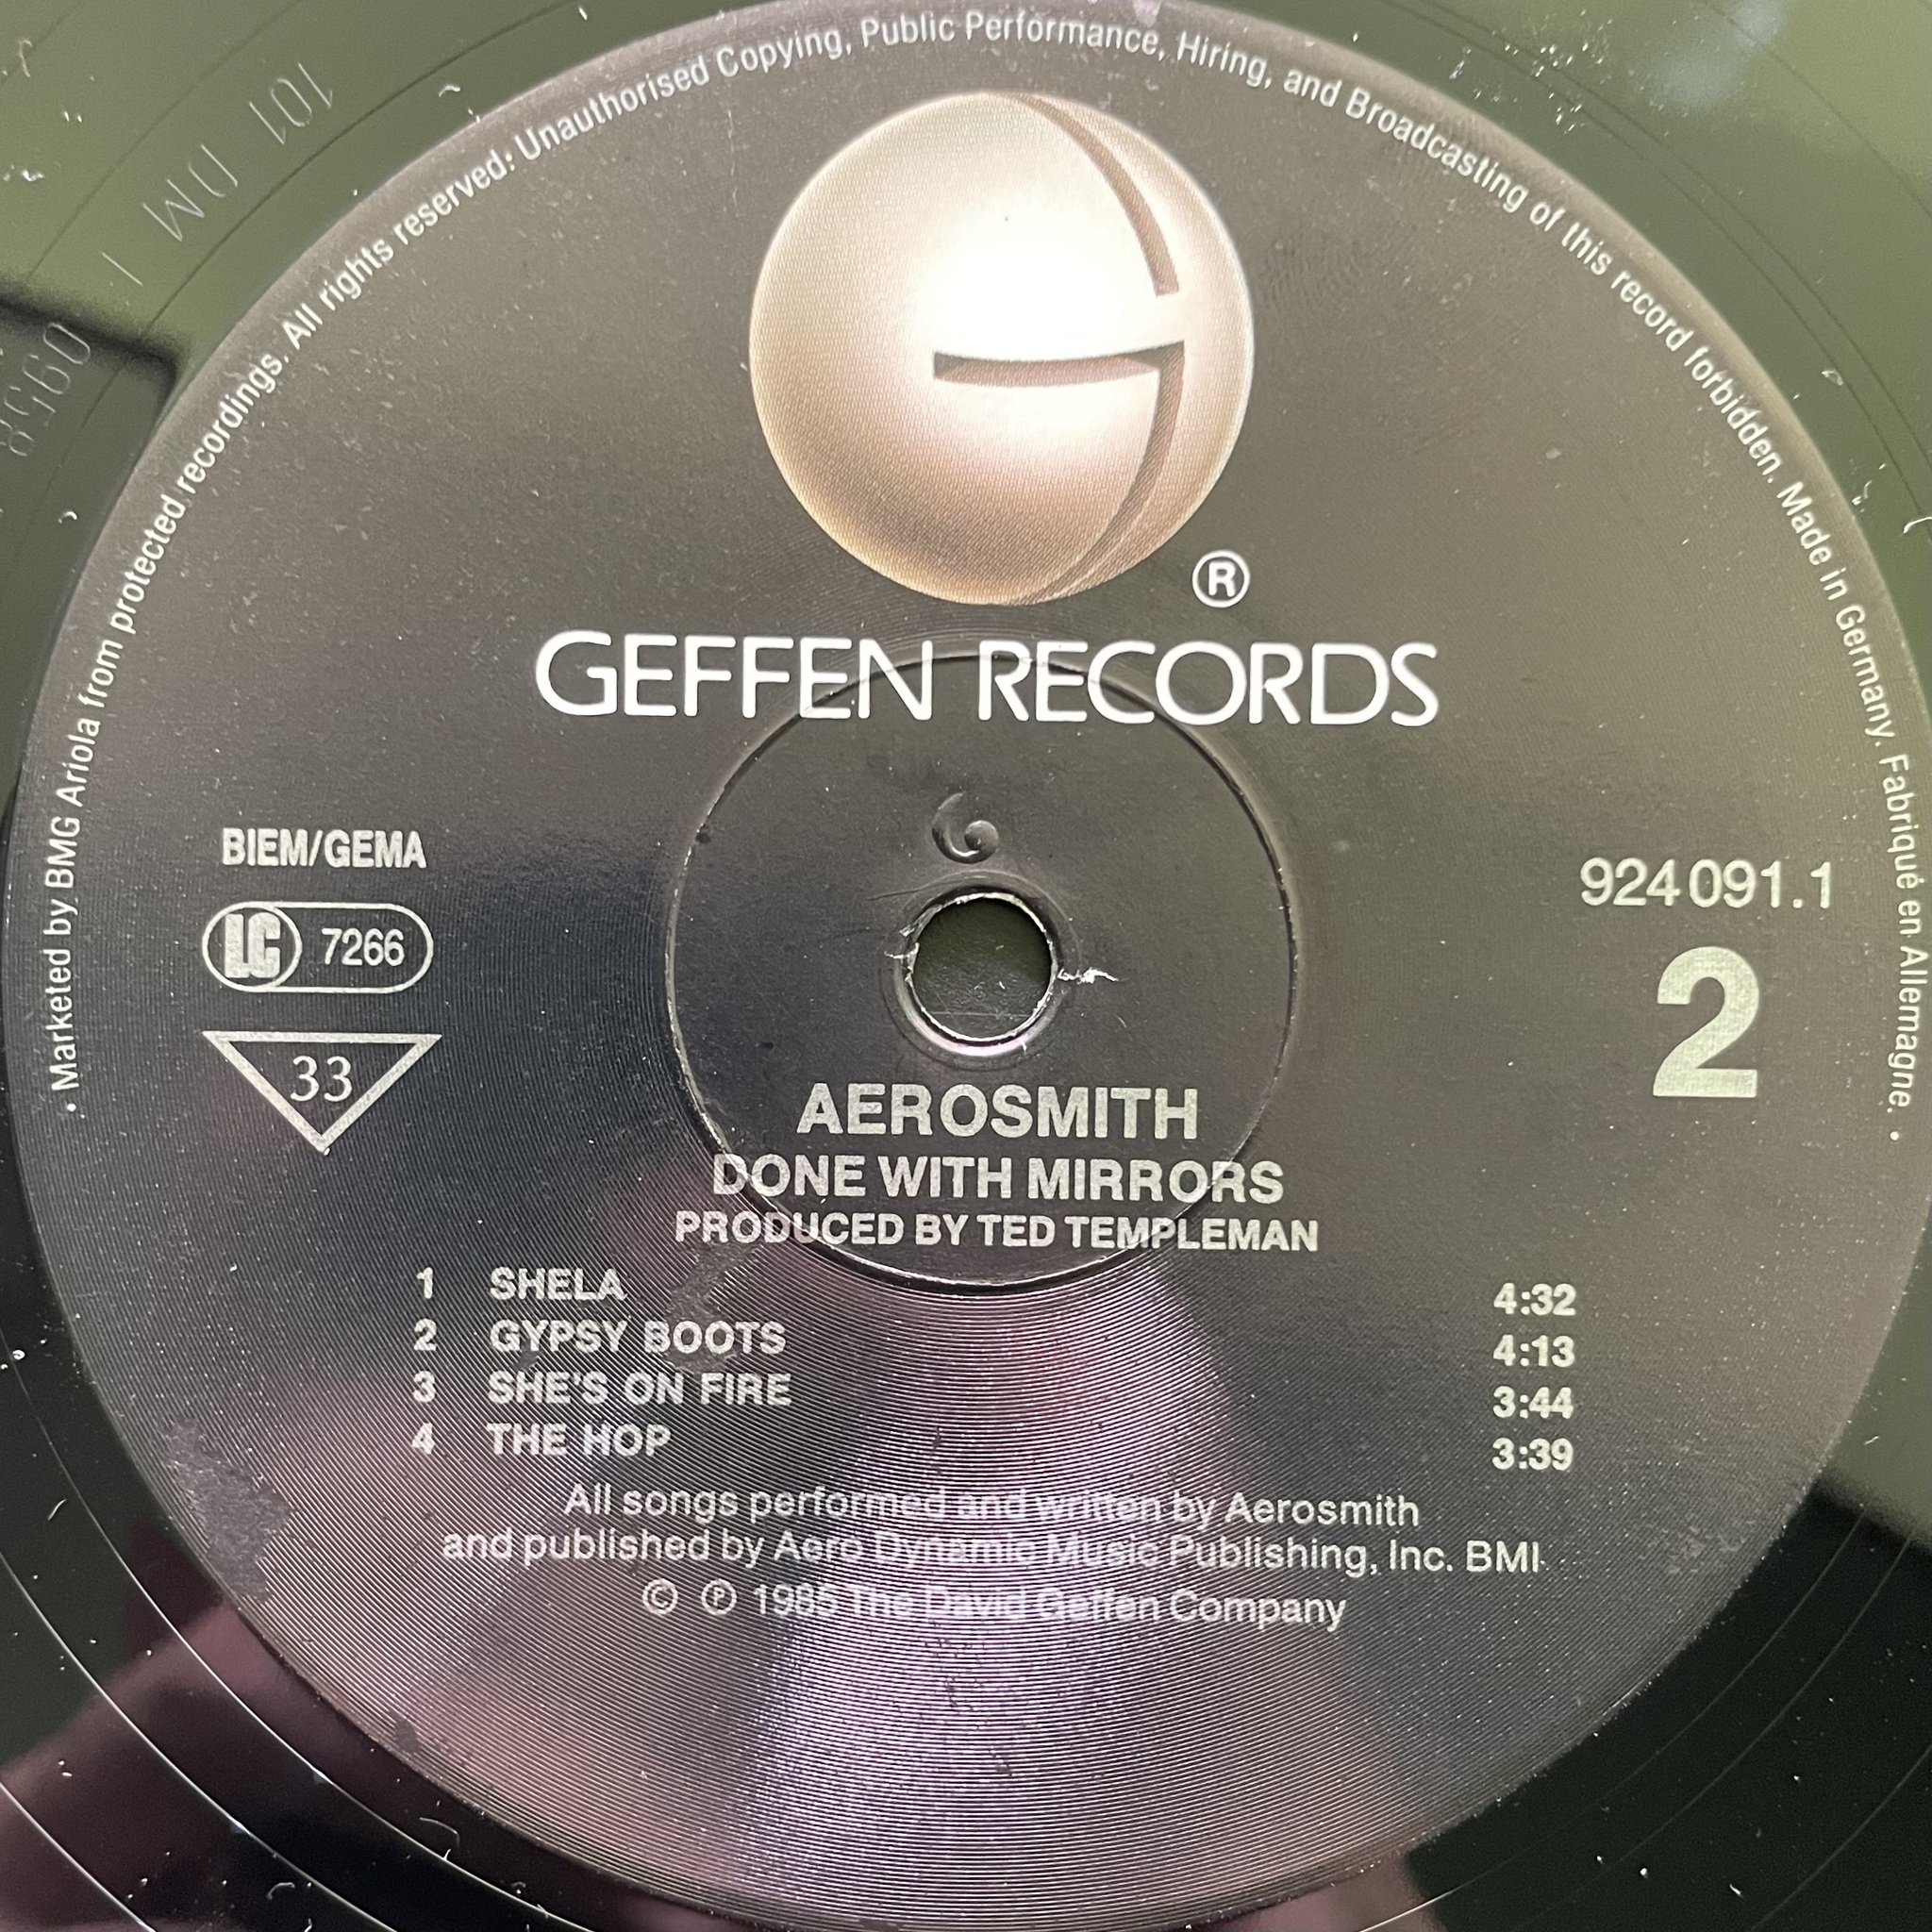 • Marketed by BMG Ariola from protected recordings. All rights reserved: Unauthorised Copying, Public Performance, Hiring, and Broadcasting of this record forbidden. Made in Germany. Fabriqué en Allemagne. •
®
GEFFEN RECORDS
BIEM/GEMA
LC 7266
33
924 091.1
2
6
AEROSMITH
DONE WITH MIRRORS
PRODUCED BY TED TEMPLEMAN
1 SHELA 4:32
2 GYPSY BOOTS 4:13
3 SHE'S ON FIRE 3:44
4 THE HOP 3:39
All songs performed and written by Aerosmith
and published by Aero Dynamic Music Publishing, Inc. BMI
© ℗ 1985 The David Geffen Company